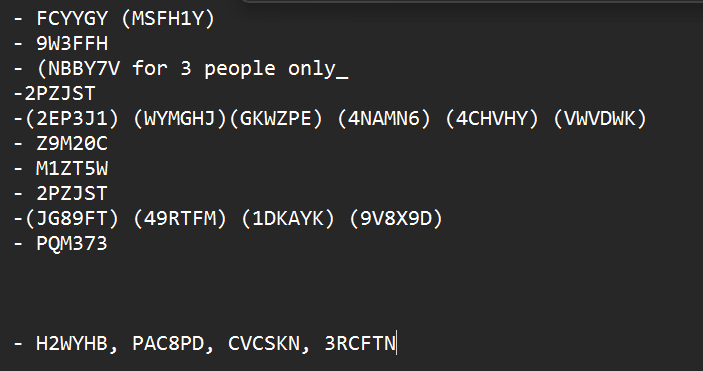 - FCYYGY (MSFH1Y)
- 9W3FFH
- (NBBY7V for 3 people only_
-2PZJST
-(2EP3J1) (WYMGHJ)(GKWZPE) (4NAMN6) (4CHVHY) (VWVDWK)
- Z9M20C
- M1ZT5W
- 2PZJST
-(JG89FT) (49RTFM) (1DKAYK) (9V8X9D)
- PQM373
- H2WYHB, PAC8PD, CVCSKN, 3RCFTN